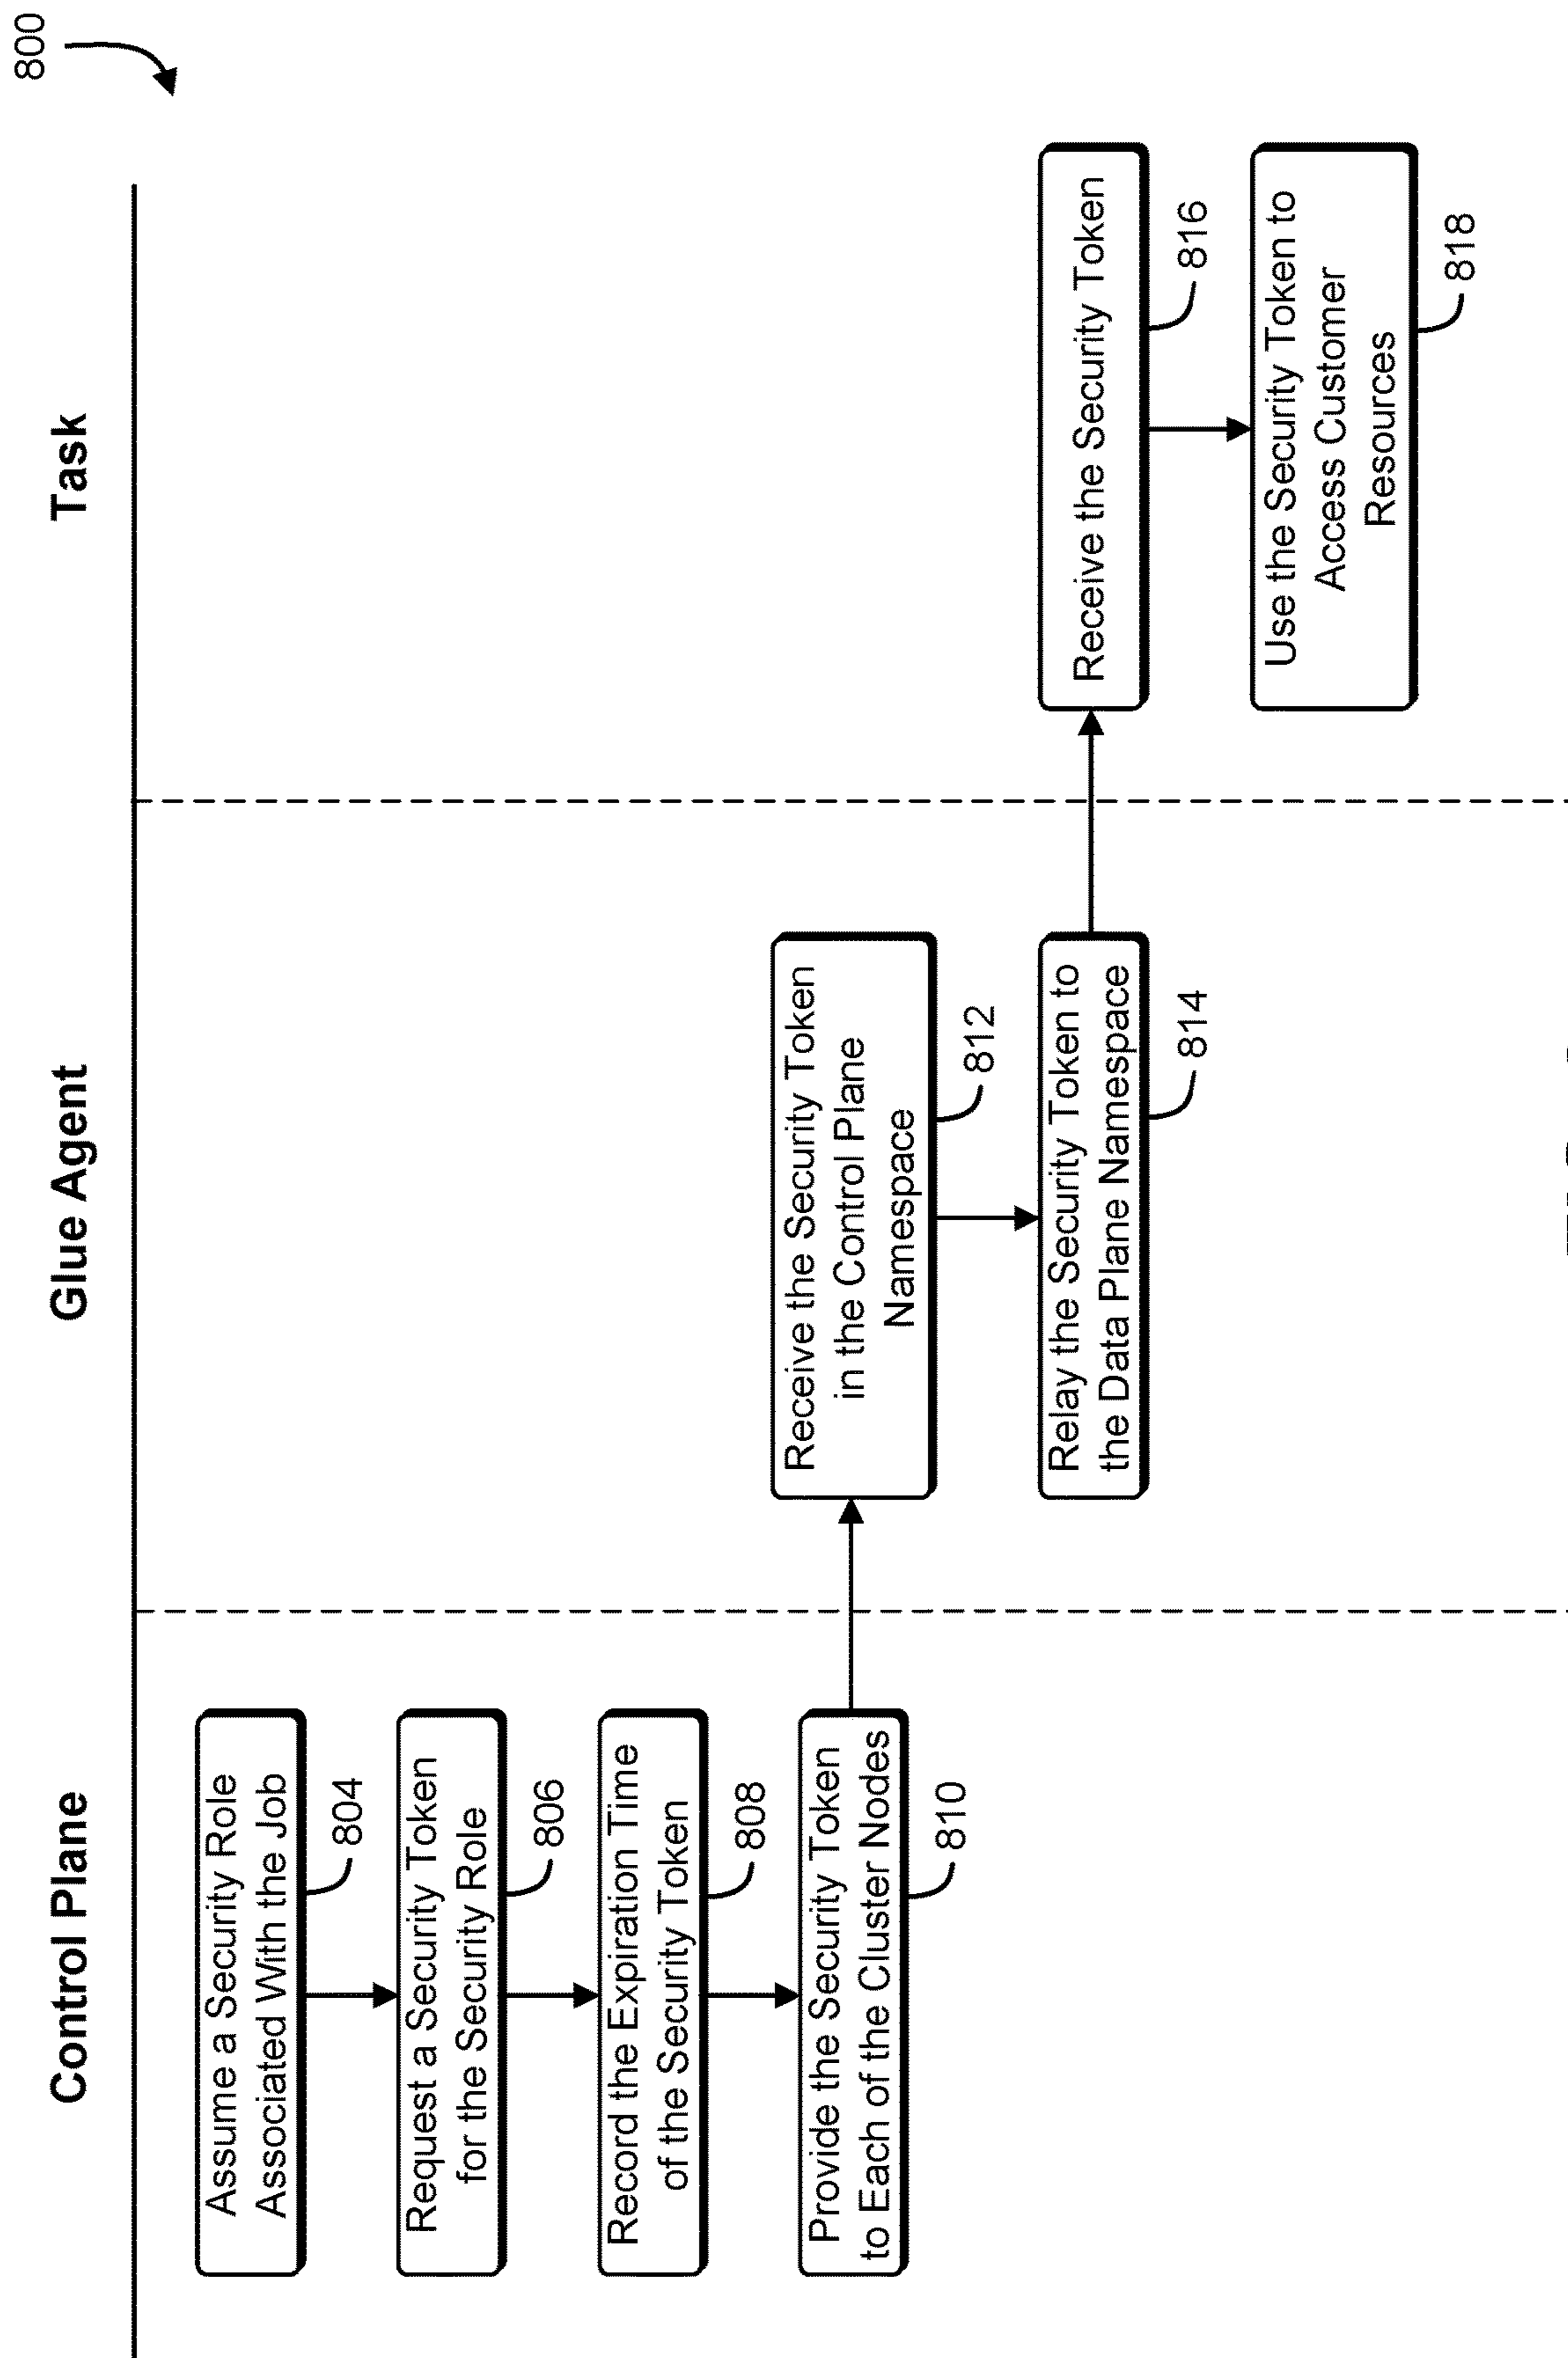 800
Control Plane
Glue Agent
Task
Assume a Security Role
Associated With the Job
804
Request a Security Token
for the Security Role
806
Record the Expiration Time
of the Security Token
808
Provide the Security Token
to Each of the Cluster Nodes
810
Receive the Security Token
in the Control Plane
Namespace
812
Relay the Security Token to
the Data Plane Namespace
814
Receive the Security Token
816
Use the Security Token to
Access Customer
Resources
818